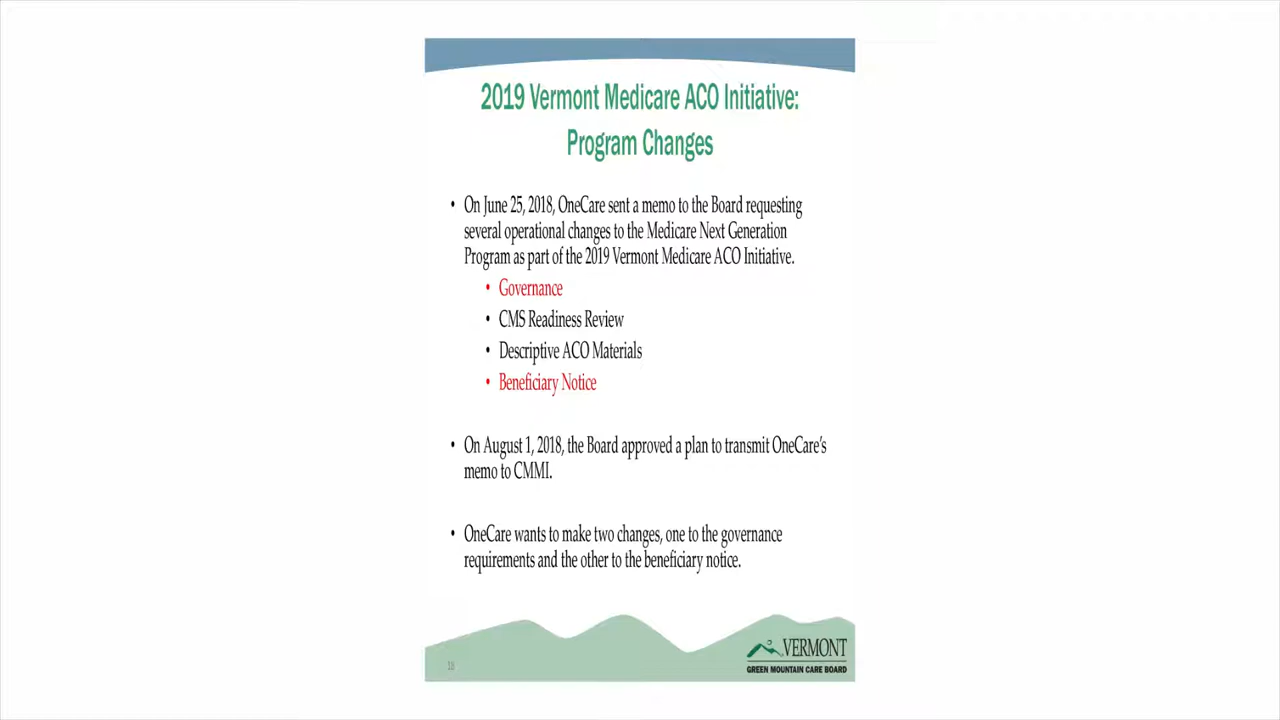 2019 Vermont Medicare ACO Initiative:
Program Changes
• On June 25, 2018, OneCare sent a memo to the Board requesting
several operational changes to the Medicare Next Generation
Program as part of the 2019 Vermont Medicare ACO Initiative.
• Governance
• CMS Readiness Review
• Descriptive ACO Materials
• Beneficiary Notice
• On August 1, 2018, the Board approved a plan to transmit OneCare's
memo to CMMI.
• OneCare wants to make two changes, one to the governance
requirements and the other to the beneficiary notice.
VERMONT
GREEN MOUNTAIN CARE BOARD